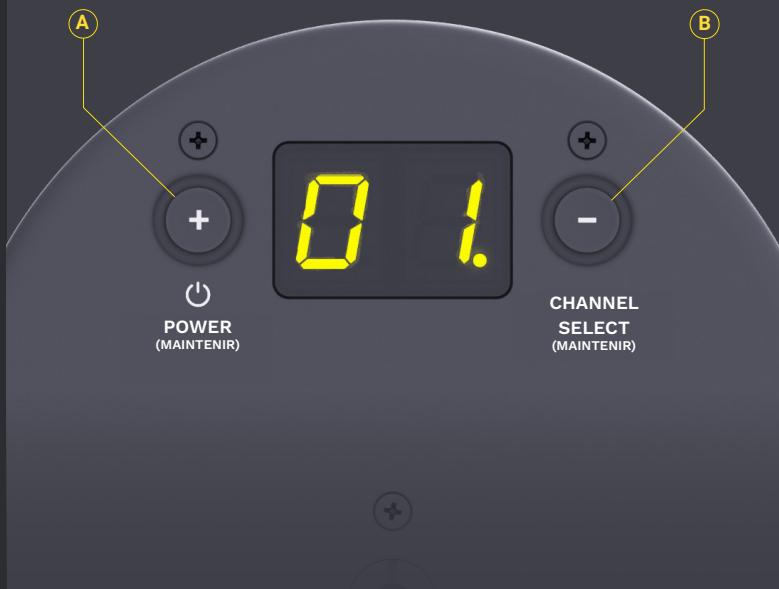 A
B
+
01.
-
POWER
(MAINTENIR)
CHANNEL
SELECT
(MAINTENIR)